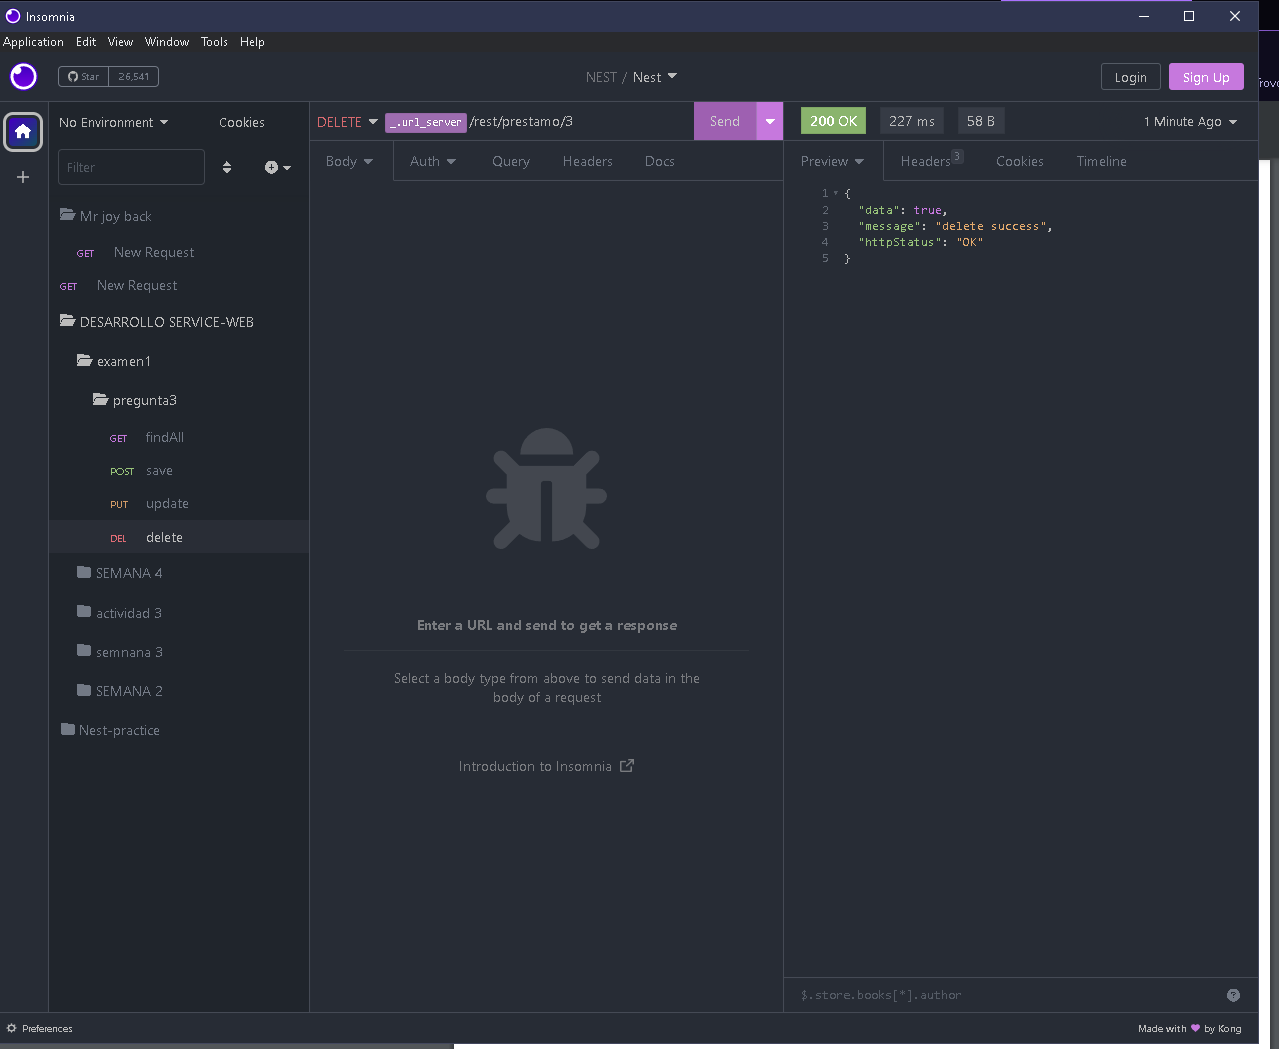 Insomnia
Application Edit View Window Tools Help
Star 26,541
NEST / Nest
Login Sign Up
No Environment Cookies
Filter
Mr joy back
GET New Request
GET New Request
DESARROLLO SERVICE-WEB
examen1
pregunta3
GET findAll
POST save
PUT update
DEL delete
SEMANA 4
actividad 3
semnana 3
SEMANA 2
Nest-practice
DELETE _.url_server /rest/prestamo/3 Send
Body Auth Query Headers Docs
Enter a URL and send to get a response
Select a body type from above to send data in the
body of a request
Introduction to Insomnia
200 OK 227 ms 58 B 1 Minute Ago
Preview Headers 3 Cookies Timeline
1 {
2 "data": true,
3 "message": "delete success",
4 "httpStatus": "OK"
5 }
$.store.books[*].author
Preferences
Made with ♥ by Kong